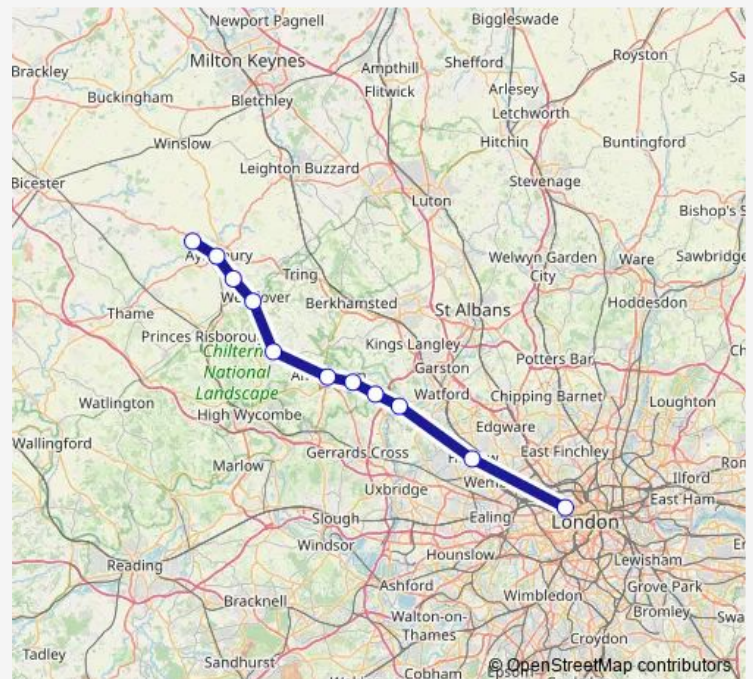 Newport Pagnell
Biggleswade
Royston
Milton Keynes
Shefford
Ampthill
Brackley
Flitwick
Arlesey
Buckingham
Bletchley
Letchworth
Winslow
Hitchin
Buntingford
Leighton Buzzard
Bicester
Stevenage
Luton
Bishop's S
Welwyn Garden
City
Ware
Sawbridge
Tring
Berkhamsted
Hoddesdon
St Albans
Thame
Princes Risborou
Kings Langley
Chiltern
National
Landscape
Potters Bar
Garston
Watford
Chipping Barnet
Watlington
High Wycombe
Loughton
Edgware
Wallingford
Gerrards Cross
East Finchley
Marlow
Ilford
Uxbridge
East Ham
Slough
Ealing
London
Windsor
Hounslow
Reading
Lewisham
Ashford
Grove Park
Wimbledon
Bracknell
Bromley
Walton-on-
Thames
Croydon
Tadley
Sandhurst
Cobham
© OpenStreetMap contributors